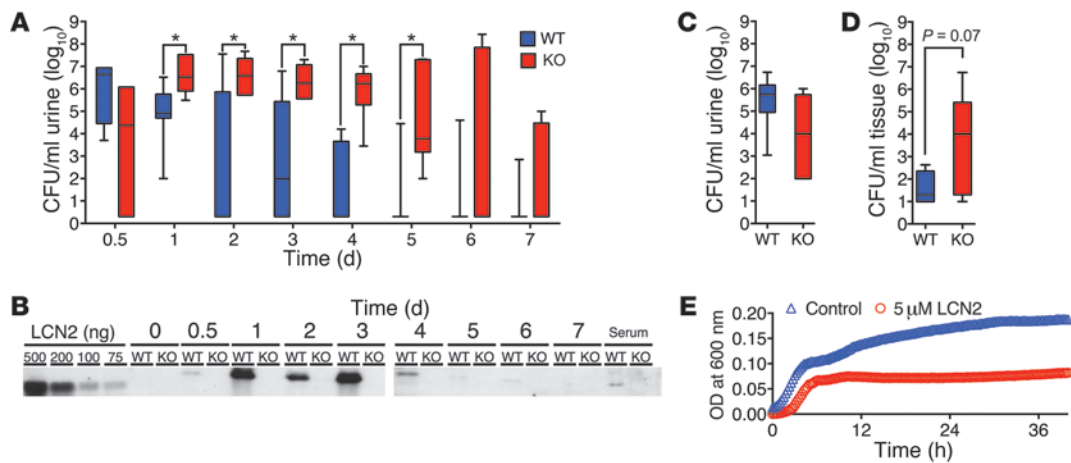 A
CFU/ml urine (log10)
9
8
7
6
5
4
3
2
1
0
* * * * *
WT
KO
0.5 1 2 3 4 5 6 7
Time (d)
B
Time (d)
LCN2 (ng) 0 0.5 1 2 3 4 5 6 7 Serum
500 200 100 75 WT KO WT KO WT KO WT KO WT KO WT KO WT KO WT KO WT KO WT KO
C
CFU/ml urine (log10)
9
8
7
6
5
4
3
2
1
0
WT KO
D
CFU/ml tissue (log10)
9
8
7
6
5
4
3
2
1
0
P = 0.07
WT KO
E
Control 5 μM LCN2
OD at 600 nm
0.20
0.15
0.10
0.05
0.00
0 12 24 36
Time (h)